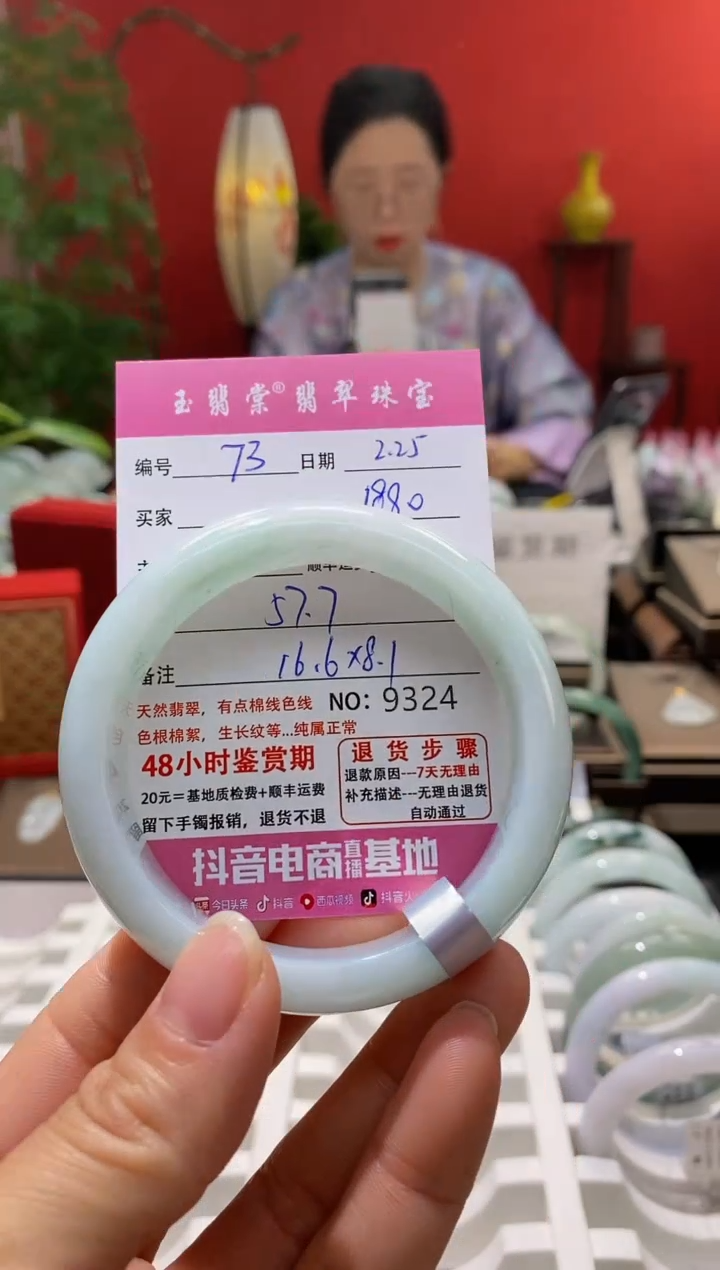 玉翡棠®翡翠珠宝
编号 73 日期 2.25
买家 1880
57.7
备注 16.6×8.1
天然翡翠，有点棉线色线 NO: 9324
色根棉絮，生长纹等...纯属正常
48小时鉴赏期
20元=基地质检费+顺丰运费
留下手镯报销，退货不退
退货步骤
退款原因---7天无理由
补充描述---无理由退货
自动通过
抖音电商直播基地
今日头条 抖音 西瓜视频 抖音火